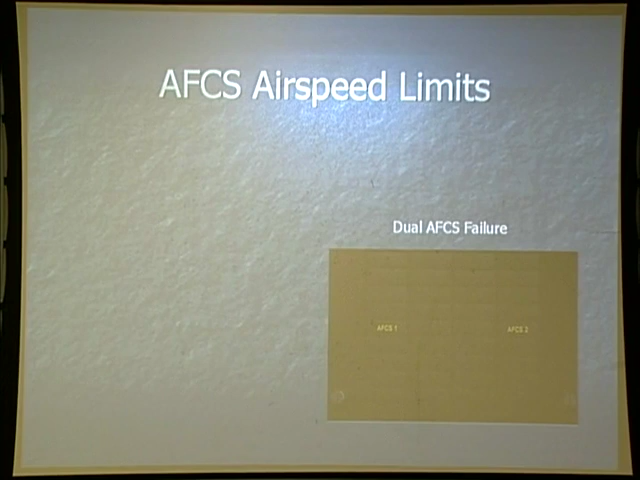 AFCS Airspeed Limits
Dual AFCS Failure
AFCS 1
AFCS 2